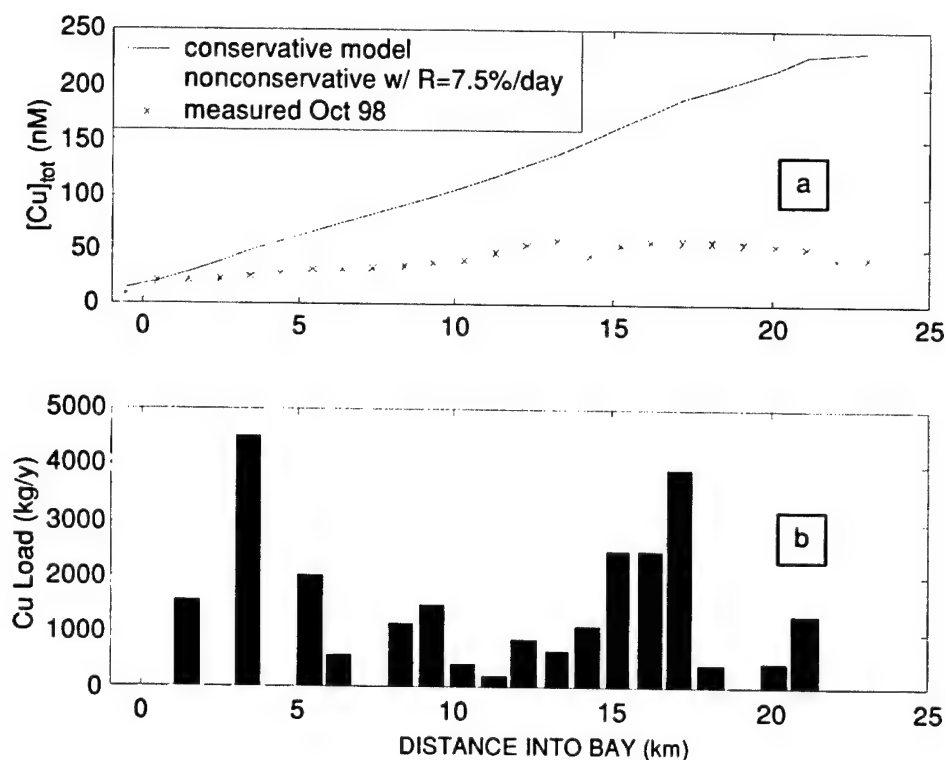 250
200
150
100
50
0
[Cu]tot (nM)
conservative model
nonconservative w/ R=7.5%/day
measured Oct 98
a
0 5 10 15 20 25
5000
4000
3000
2000
1000
0
Cu Load (kg/y)
b
0 5 10 15 20 25
DISTANCE INTO BAY (km)